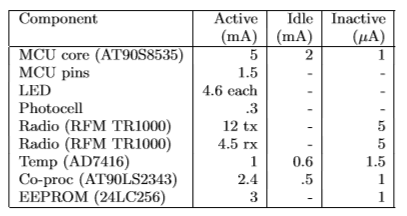 Component Active Idle Inactive
(mA) (mA) (μA)
MCU core (AT90S8535) 5 2 1
MCU pins 1.5 - -
LED 4.6 each - -
Photocell .3 - -
Radio (RFM TR1000) 12 tx - 5
Radio (RFM TR1000) 4.5 rx - 5
Temp (AD7416) 1 0.6 1.5
Co-proc (AT90LS2343) 2.4 .5 1
EEPROM (24LC256) 3 - 1